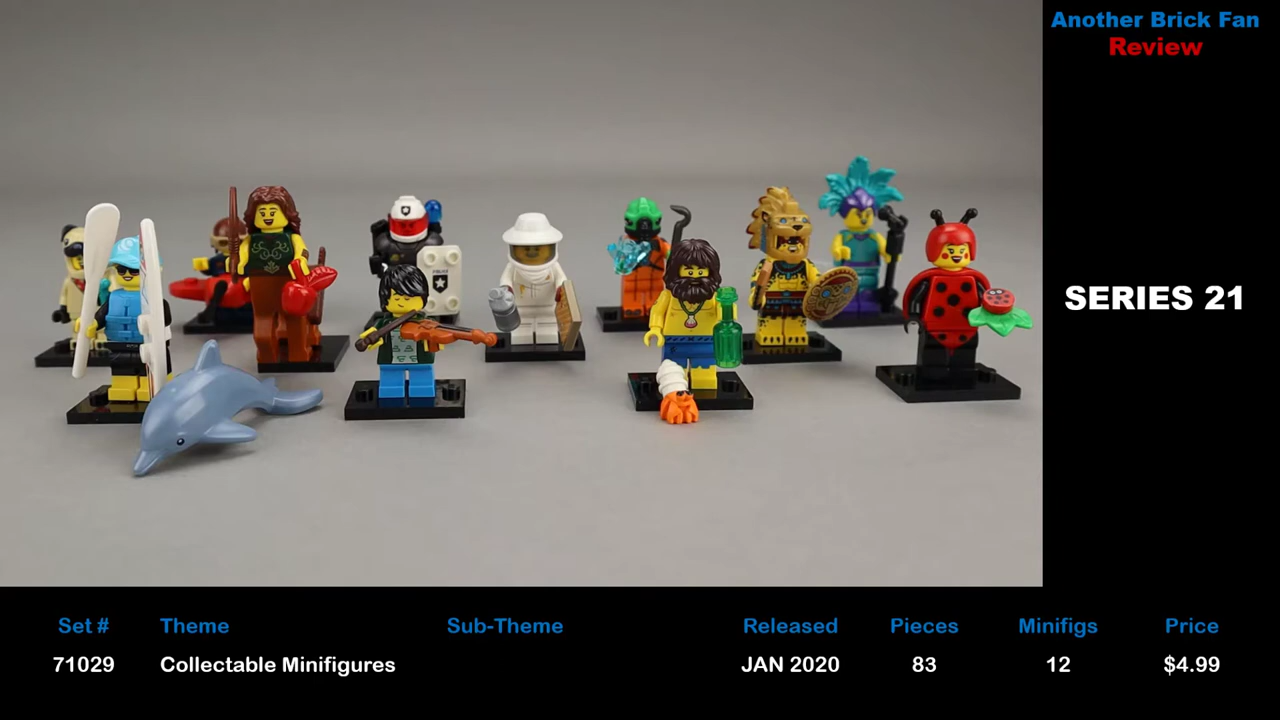 Another Brick Fan
Review
SERIES 21
POLICE
Set # Theme Sub-Theme Released Pieces Minifigs Price
71029 Collectable Minifigures JAN 2020 83 12 $4.99